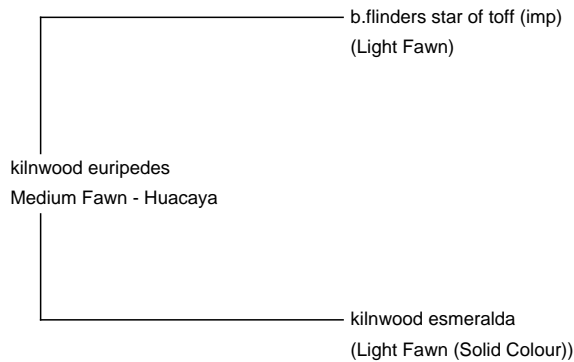 b.flinders star of toff (imp)
(Light Fawn)
kilnwood euripedes
Medium Fawn - Huacaya
kilnwood esmeralda
(Light Fawn (Solid Colour))